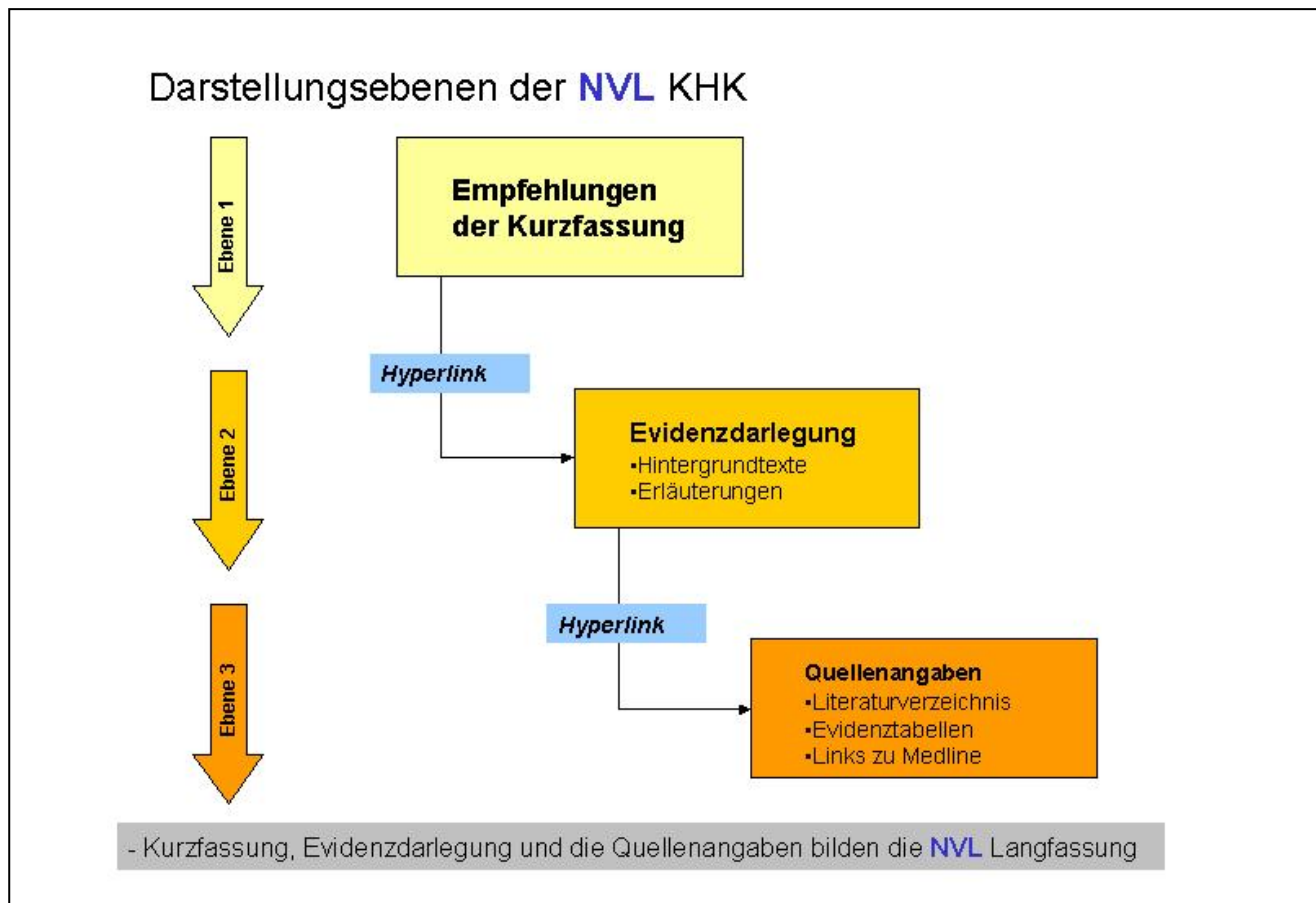 Darstellungsebenen der NVL KHK
Ebene 1
Empfehlungen
der Kurzfassung
Hyperlink
Ebene 2
Evidenzdarlegung
▪Hintergrundtexte
▪Erläuterungen
Hyperlink
Ebene 3
Quellenangaben
▪Literaturverzeichnis
▪Evidenztabellen
▪Links zu Medline
- Kurzfassung, Evidenzdarlegung und die Quellenangaben bilden die NVL Langfassung